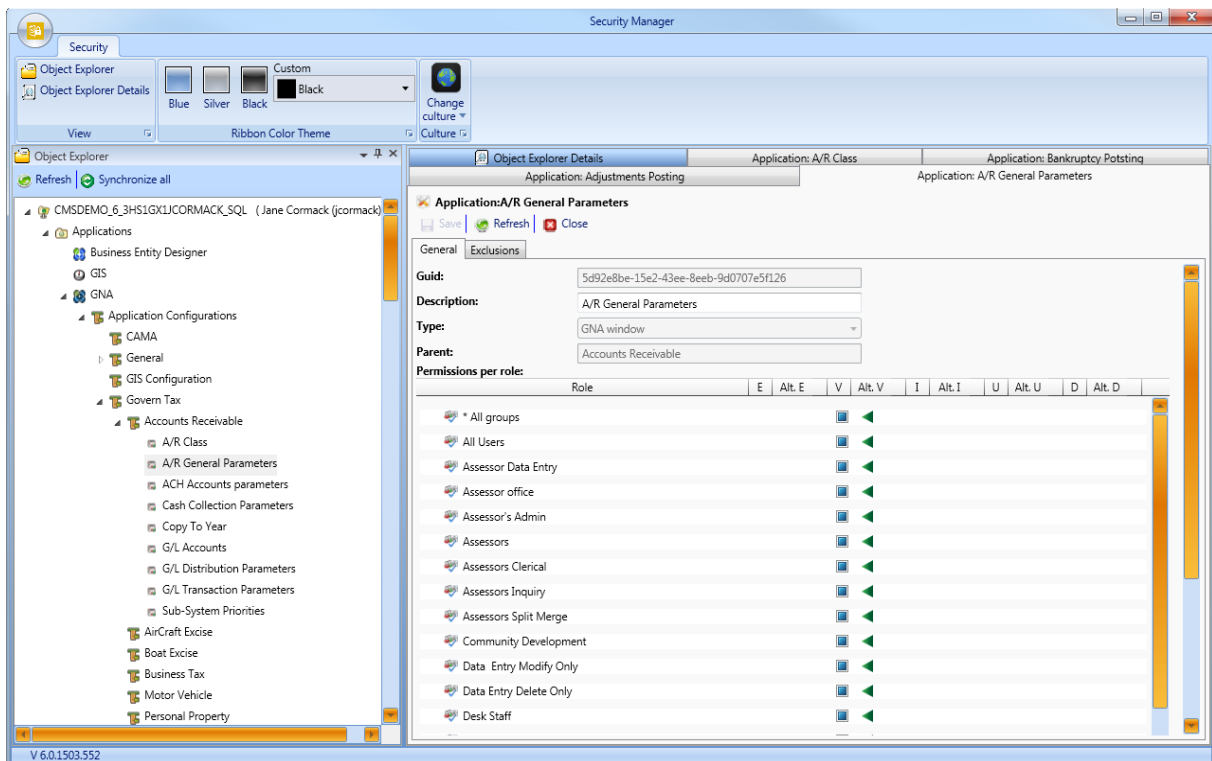 Security Manager
Security
Object Explorer
Object Explorer Details
View
Blue Silver Black
Custom
Black
Ribbon Color Theme
Change culture
Culture
Object Explorer
Refresh Synchronize all
CMSDEMO_6_3HS1GX1JCORMACK_SQL ( Jane Cormack (jcormack)
Applications
Business Entity Designer
GIS
GNA
Application Configurations
CAMA
General
GIS Configuration
Govern Tax
Accounts Receivable
A/R Class
A/R General Parameters
ACH Accounts parameters
Cash Collection Parameters
Copy To Year
G/L Accounts
G/L Distribution Parameters
G/L Transaction Parameters
Sub-System Priorities
AirCraft Excise
Boat Excise
Business Tax
Motor Vehicle
Personal Property
Object Explorer Details Application: A/R Class Application: Bankruptcy Potsting
Application: Adjustments Posting Application: A/R General Parameters
Application:A/R General Parameters
Save Refresh Close
General Exclusions
Guid: 5d92e8be-15e2-43ee-8eeb-9d0707e5f126
Description: A/R General Parameters
Type: GNA window
Parent: Accounts Receivable
Permissions per role:
Role E Alt. E V Alt. V I Alt. I U Alt. U D Alt. D
* All groups
All Users
Assessor Data Entry
Assessor office
Assessor's Admin
Assessors
Assessors Clerical
Assessors Inquiry
Assessors Split Merge
Community Development
Data Entry Modify Only
Data Entry Delete Only
Desk Staff
V 6.0.1503.552